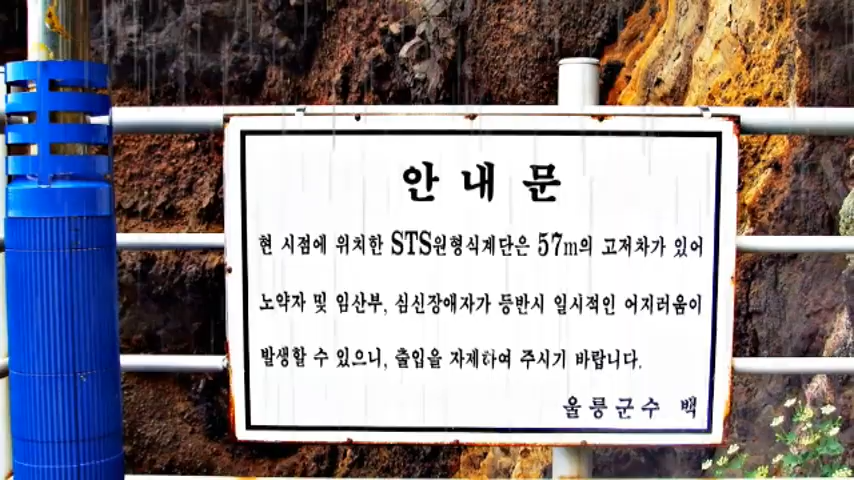 안내문
현 시점에 위치한 STS원형식계단은 57m의 고저차가 있어
노약자 및 임산부, 심신장애자가 등반시 일시적인 어지러움이
발생할 수 있으니, 출입을 자제하여 주시기 바랍니다.
울릉군수 백